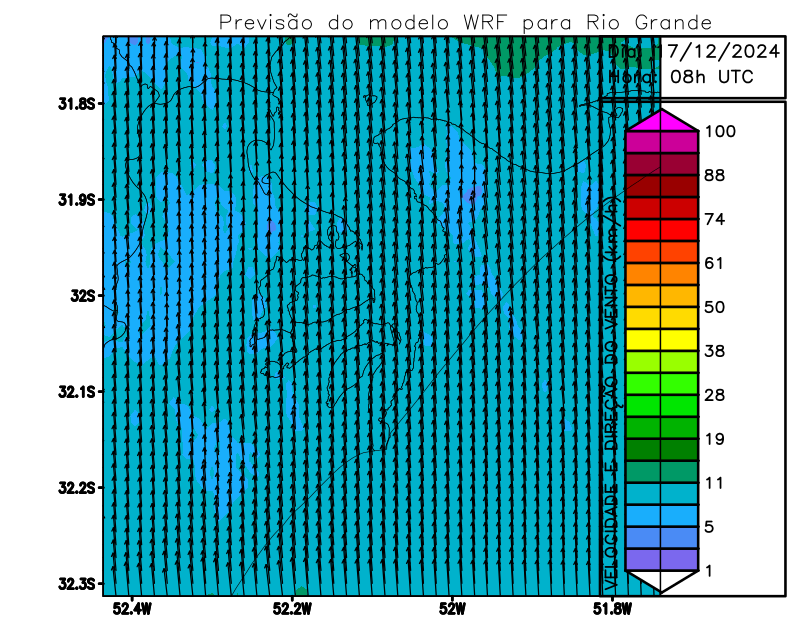 Previsão do modelo WRF para Rio Grande
Dia: 17/12/2024
Hora: 08h UTC
31.8S
31.9S
32S
32.1S
32.2S
32.3S
52.4W
52.2W
52W
51.8W
VELOCIDADE E DIREÇÃO DO VENTO (km/h)
100
88
74
61
50
38
28
19
11
5
1